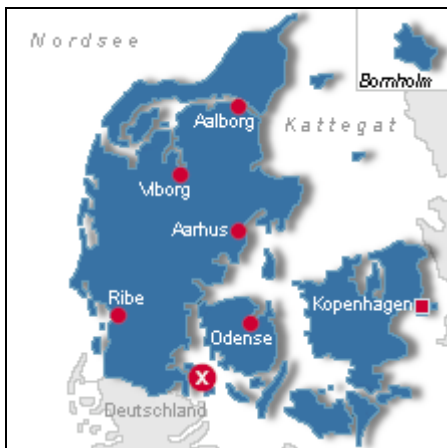 Nordsee
Bornholm
Aalborg
Kattegat
Viborg
Aarhus
Ribe
Kopenhagen
Odense
X
Deutschland